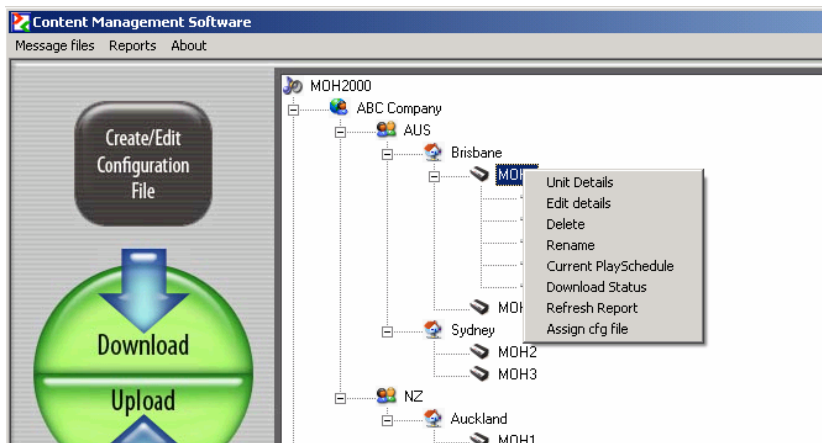 Content Management Software
Message files Reports About
Create/Edit
Configuration
File
Download
Upload
MOH2000
ABC Company
AUS
Brisbane
Unit Details
Edit details
Delete
Rename
Current PlaySchedule
Download Status
Refresh Report
Assign cfg file
Sydney
MOH2
MOH3
NZ
Auckland
MOH1